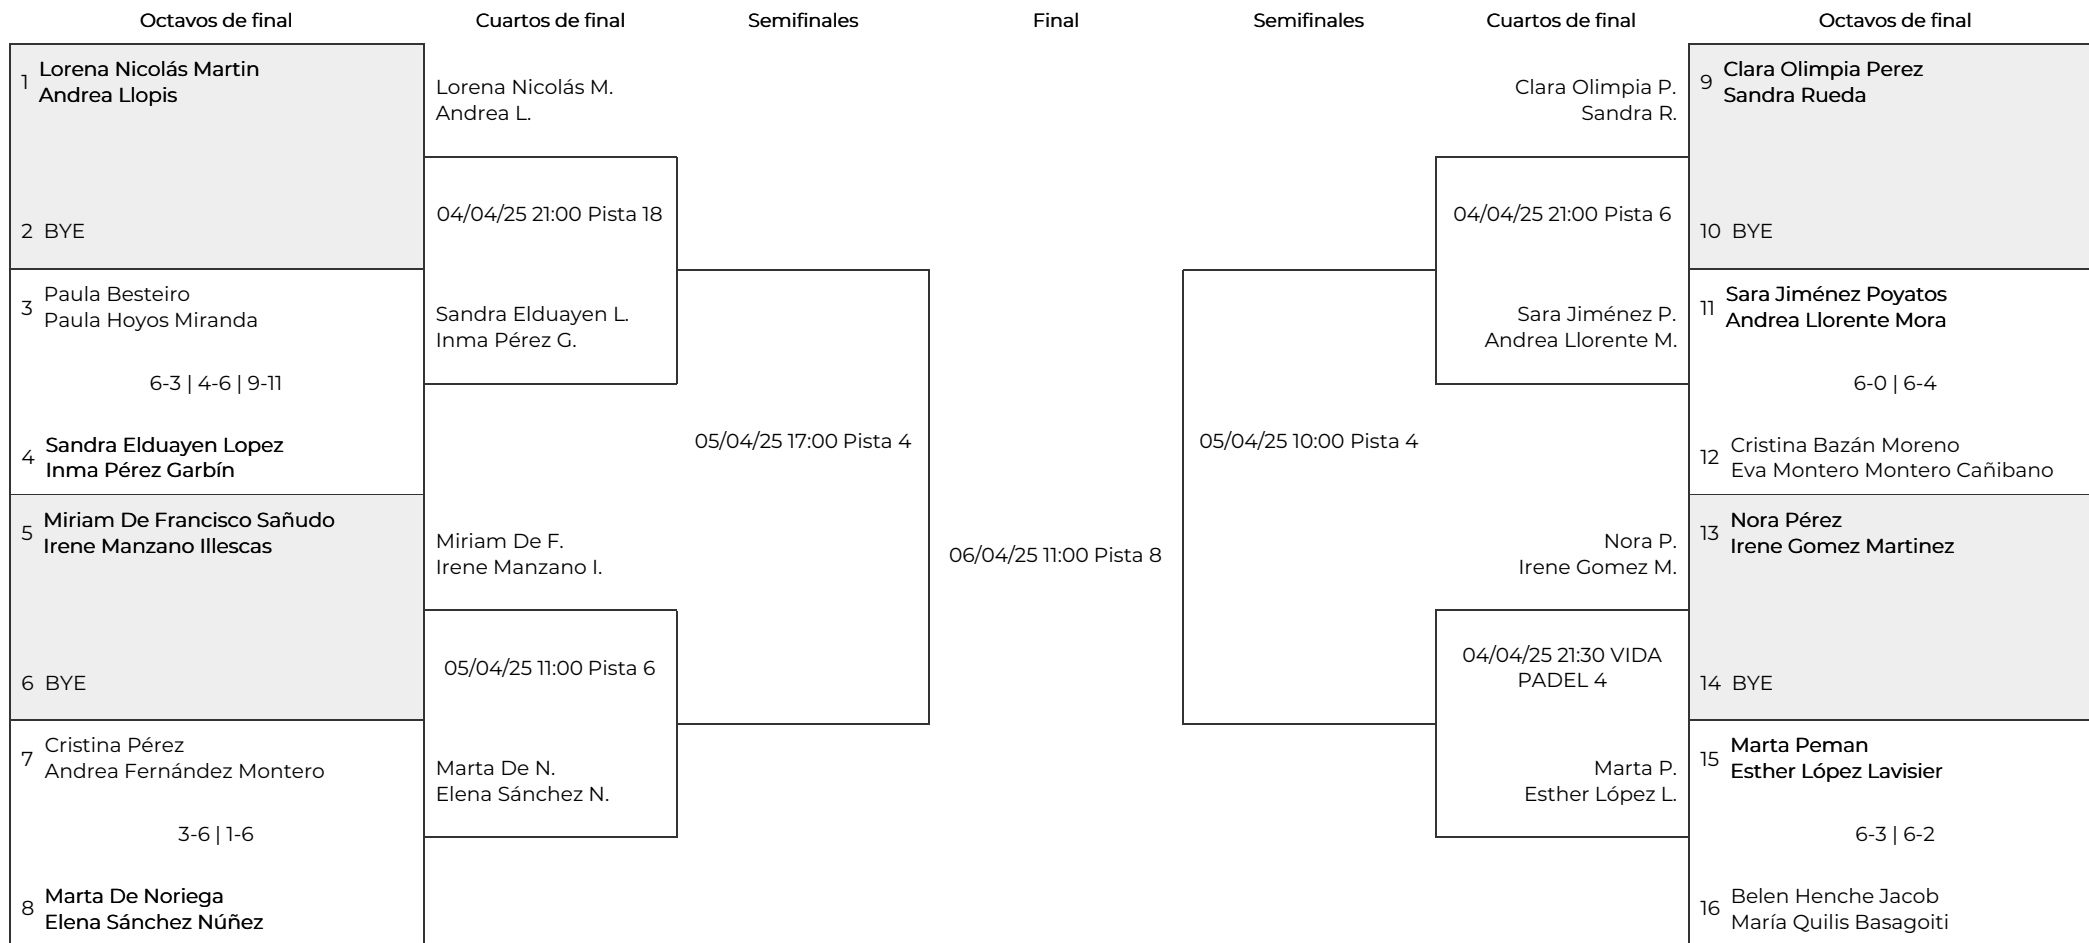 Octavos de final
Cuartos de final
Semifinales
Final
Semifinales
Cuartos de final
Octavos de final
1
Lorena Nicolás Martin
Andrea Llopis
2 BYE
3
Paula Besteiro
Paula Hoyos Miranda
6-3 | 4-6 | 9-11
4
Sandra Elduayen Lopez
Inma Pérez Garbín
5
Miriam De Francisco Sañudo
Irene Manzano Illescas
6 BYE
7
Cristina Pérez
Andrea Fernández Montero
3-6 | 1-6
8
Marta De Noriega
Elena Sánchez Núñez
Lorena Nicolás M.
Andrea L.
04/04/25 21:00 Pista 18
Sandra Elduayen L.
Inma Pérez G.
Miriam De F.
Irene Manzano I.
05/04/25 11:00 Pista 6
Marta De N.
Elena Sánchez N.
05/04/25 17:00 Pista 4
06/04/25 11:00 Pista 8
05/04/25 10:00 Pista 4
Clara Olimpia P.
Sandra R.
04/04/25 21:00 Pista 6
Sara Jiménez P.
Andrea Llorente M.
Nora P.
Irene Gomez M.
04/04/25 21:30 VIDA
PADEL 4
Marta P.
Esther López L.
9
Clara Olimpia Perez
Sandra Rueda
10 BYE
11
Sara Jiménez Poyatos
Andrea Llorente Mora
6-0 | 6-4
12
Cristina Bazán Moreno
Eva Montero Montero Cañibano
13
Nora Pérez
Irene Gomez Martinez
14 BYE
15
Marta Peman
Esther López Lavisier
6-3 | 6-2
16
Belen Henche Jacob
María Quilis Basagoiti